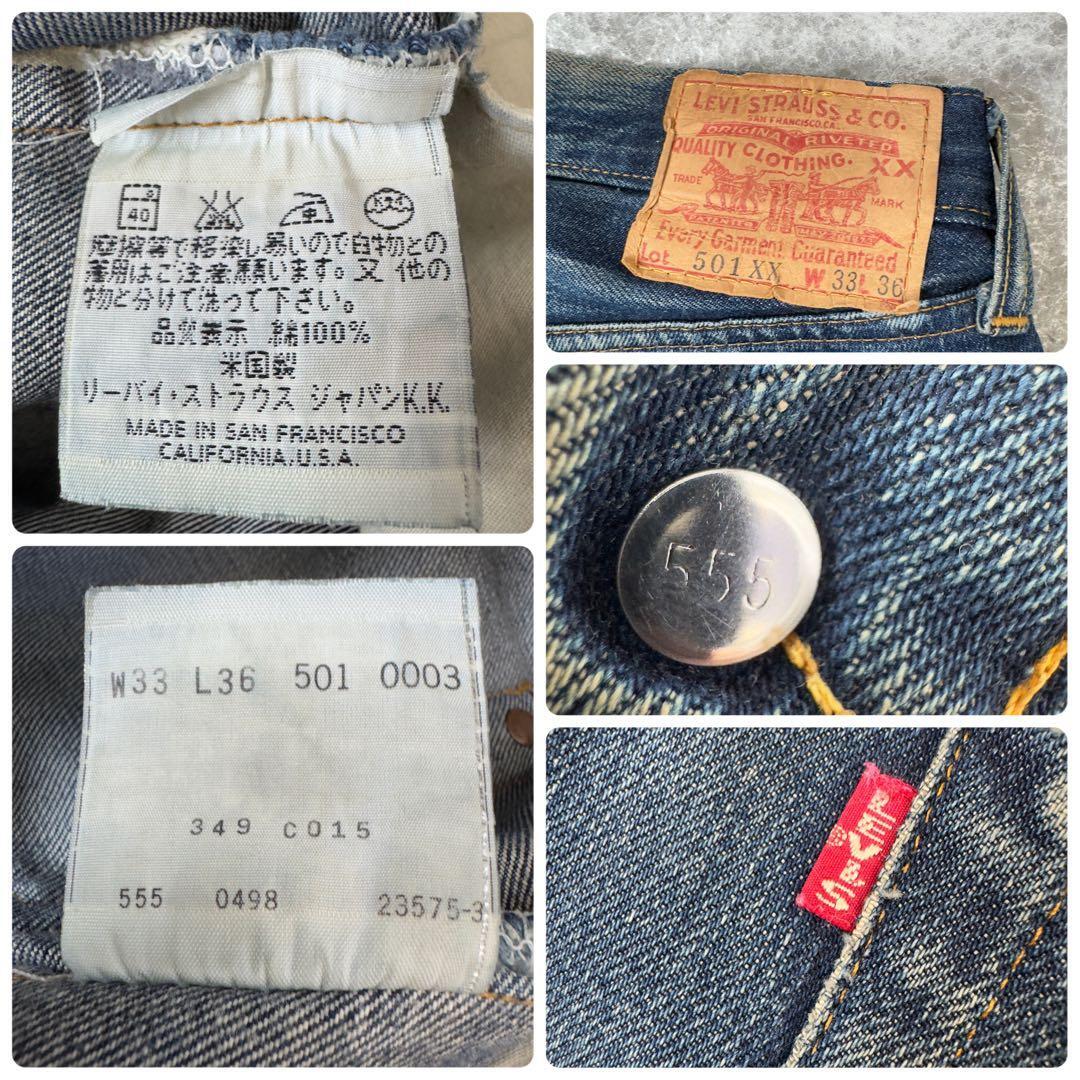 40
摩擦等で移染し易いので白物との
着用はご注意願います。又 他の
物と分けて洗って下さい。
品質表示 綿100%
米国製
リーバイ・ストラウス ジャパンK.K.
MADE IN SAN FRANCISCO
CALIFORNIA.U.S.A.
LEVI STRAUSS & CO.
SAN FRANCISCO,CA.
ORIGINAL RIVETED
QUALITY CLOTHING. XX
TRADE MARK
Every Garment Guaranteed
Lot 501XX W 33 L 36
555
W33 L36 501 0003
349 C015
555 0498 23575-3
LEVI'S
®